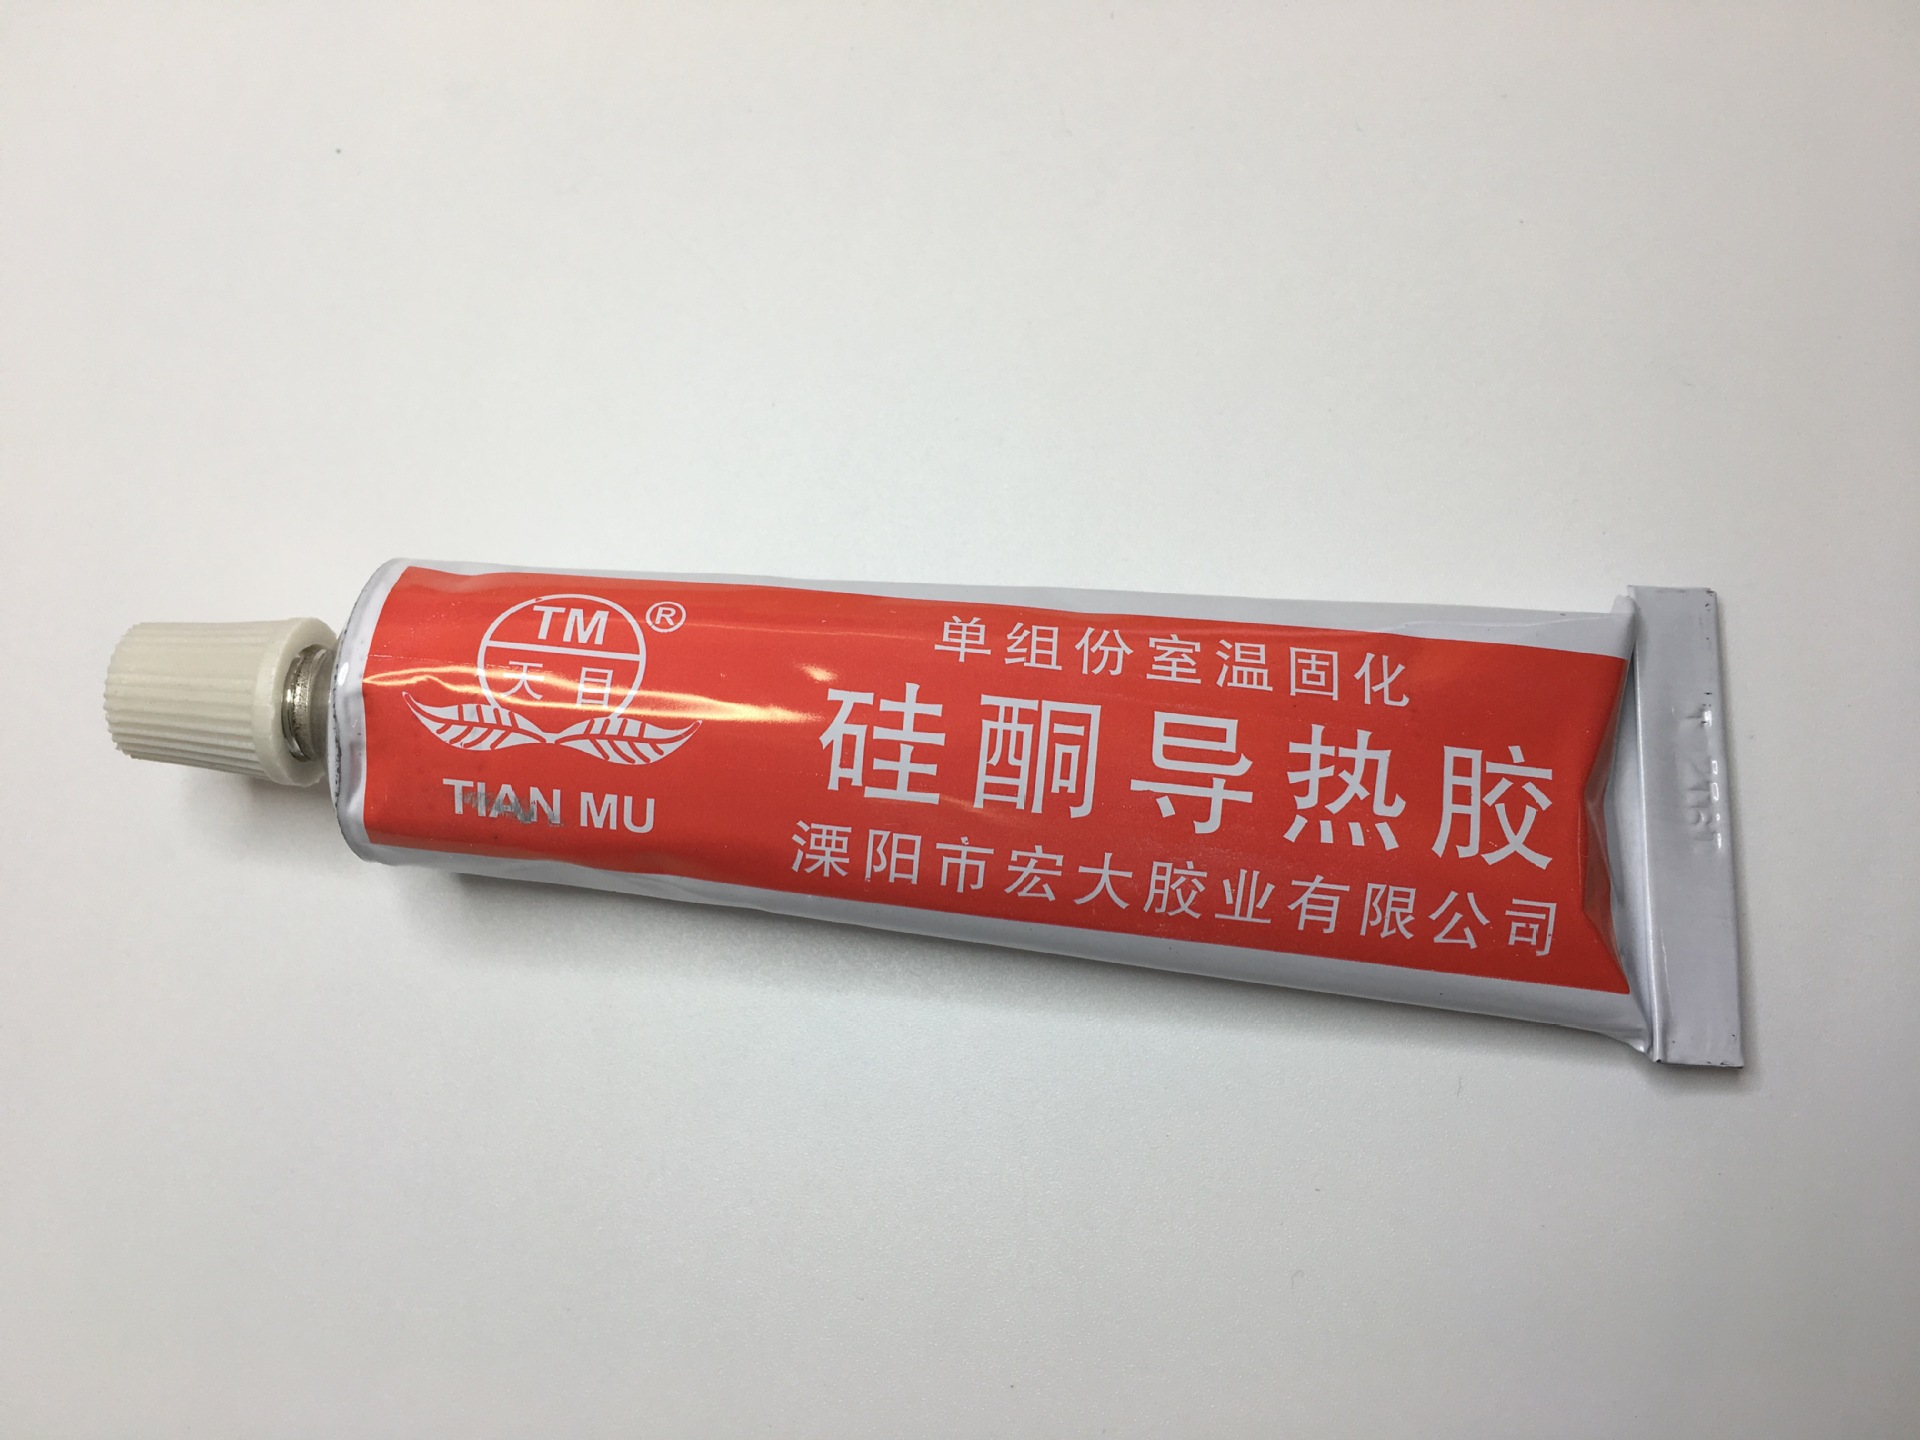 TM
®
天目
TIAN MU
单组份室温固化
硅酮导热胶
溧阳市宏大胶业有限公司